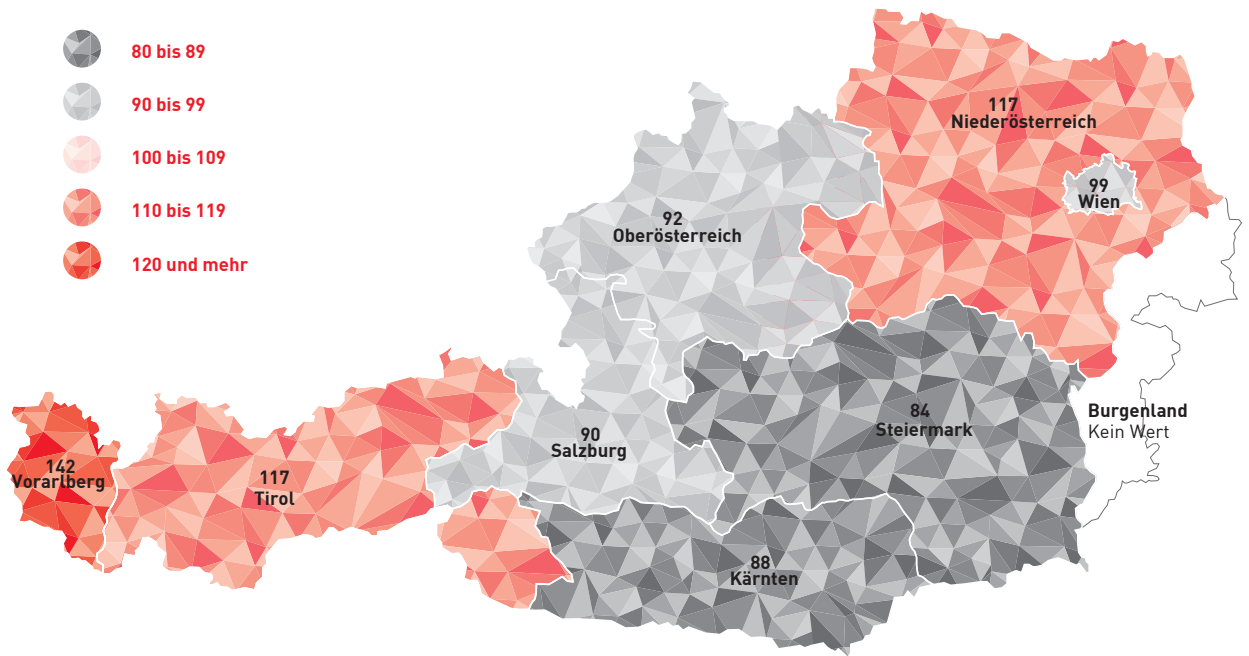 80 bis 89
90 bis 99
100 bis 109
110 bis 119
120 und mehr
117
Niederösterreich
99
Wien
92
Oberösterreich
84
Steiermark
Burgenland
Kein Wert
90
Salzburg
142
Vorarlberg
117
Tirol
88
Kärnten